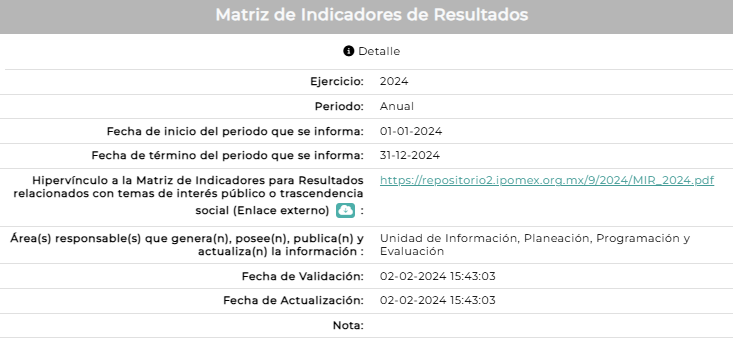 Matriz de Indicadores de Resultados
Detalle
Ejercicio: 2024
Periodo: Anual
Fecha de inicio del periodo que se informa: 01-01-2024
Fecha de término del periodo que se informa: 31-12-2024
Hipervínculo a la Matriz de Indicadores para Resultados
relacionados con temas de interés público o trascendencia
social (Enlace externo) :
https://repositorio2.ipomex.org.mx/9/2024/MIR_2024.pdf
Área(s) responsable(s) que genera(n), posee(n), publica(n) y
actualiza(n) la información :
Unidad de Información, Planeación, Programación y
Evaluación
Fecha de Validación: 02-02-2024 15:43:03
Fecha de Actualización: 02-02-2024 15:43:03
Nota: